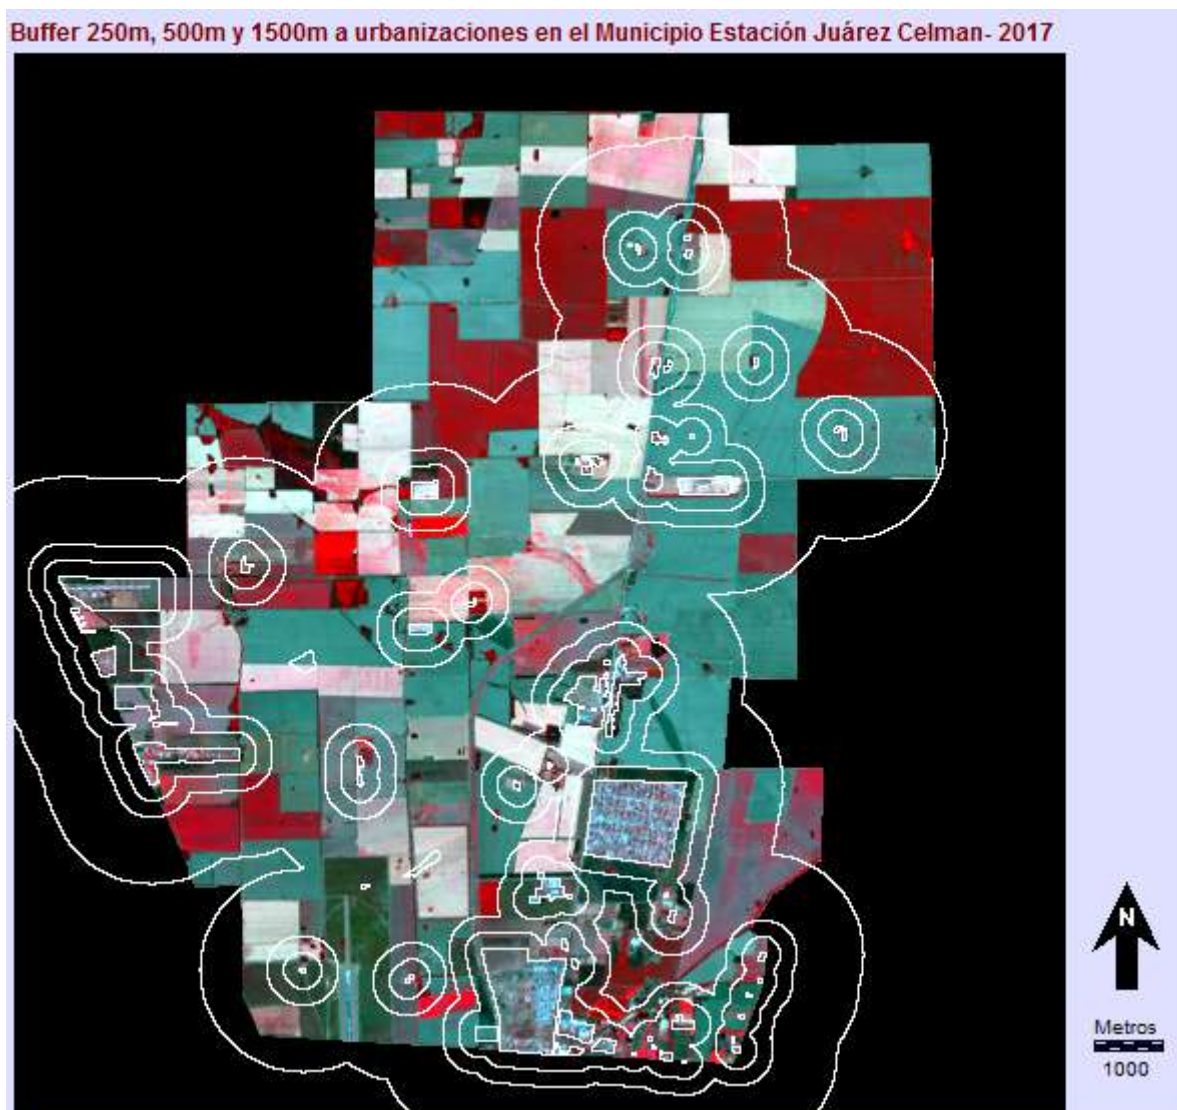 Buffer 250m, 500m y 1500m a urbanizaciones en el Municipio Estación Juárez Celman- 2017
N
Metros
1000